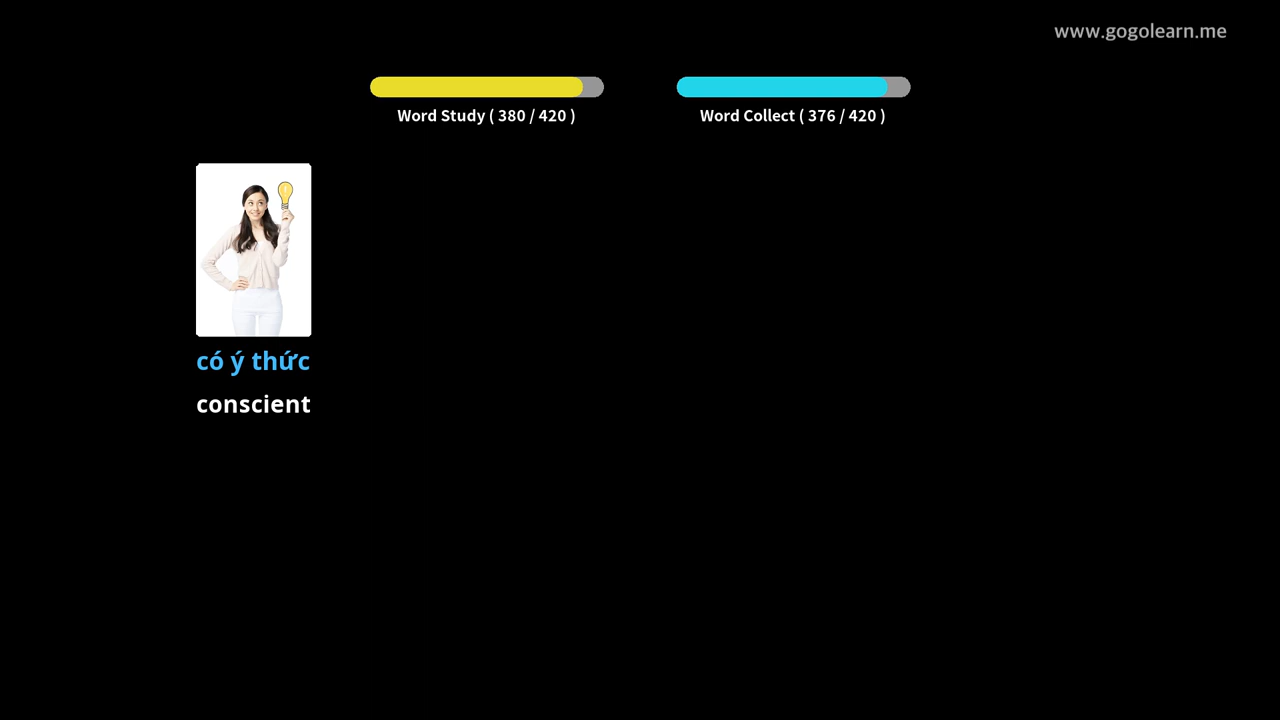 www.gogolearn.me
Word Study ( 380 / 420 )
Word Collect ( 376 / 420 )
có ý thức
conscient